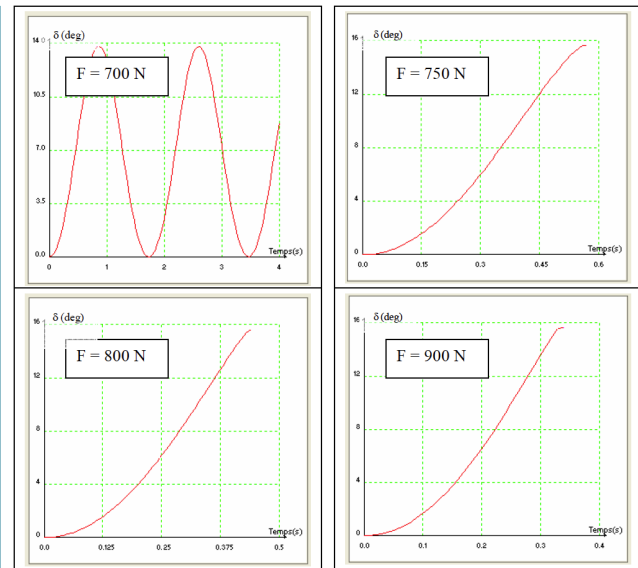 δ (deg)
14.0
F = 700 N
10.5
7.0
3.5
0.0
Temps(s)
0 1 2 3 4
δ (deg)
16
F = 750 N
12
8
4
0
Temps(s)
0.0 0.15 0.3 0.45 0.6
δ (deg)
16
F = 800 N
12
8
4
0
Temps(s)
0.0 0.125 0.25 0.375 0.5
δ (deg)
16
F = 900 N
12
8
4
0
Temps(s)
0.0 0.1 0.2 0.3 0.4